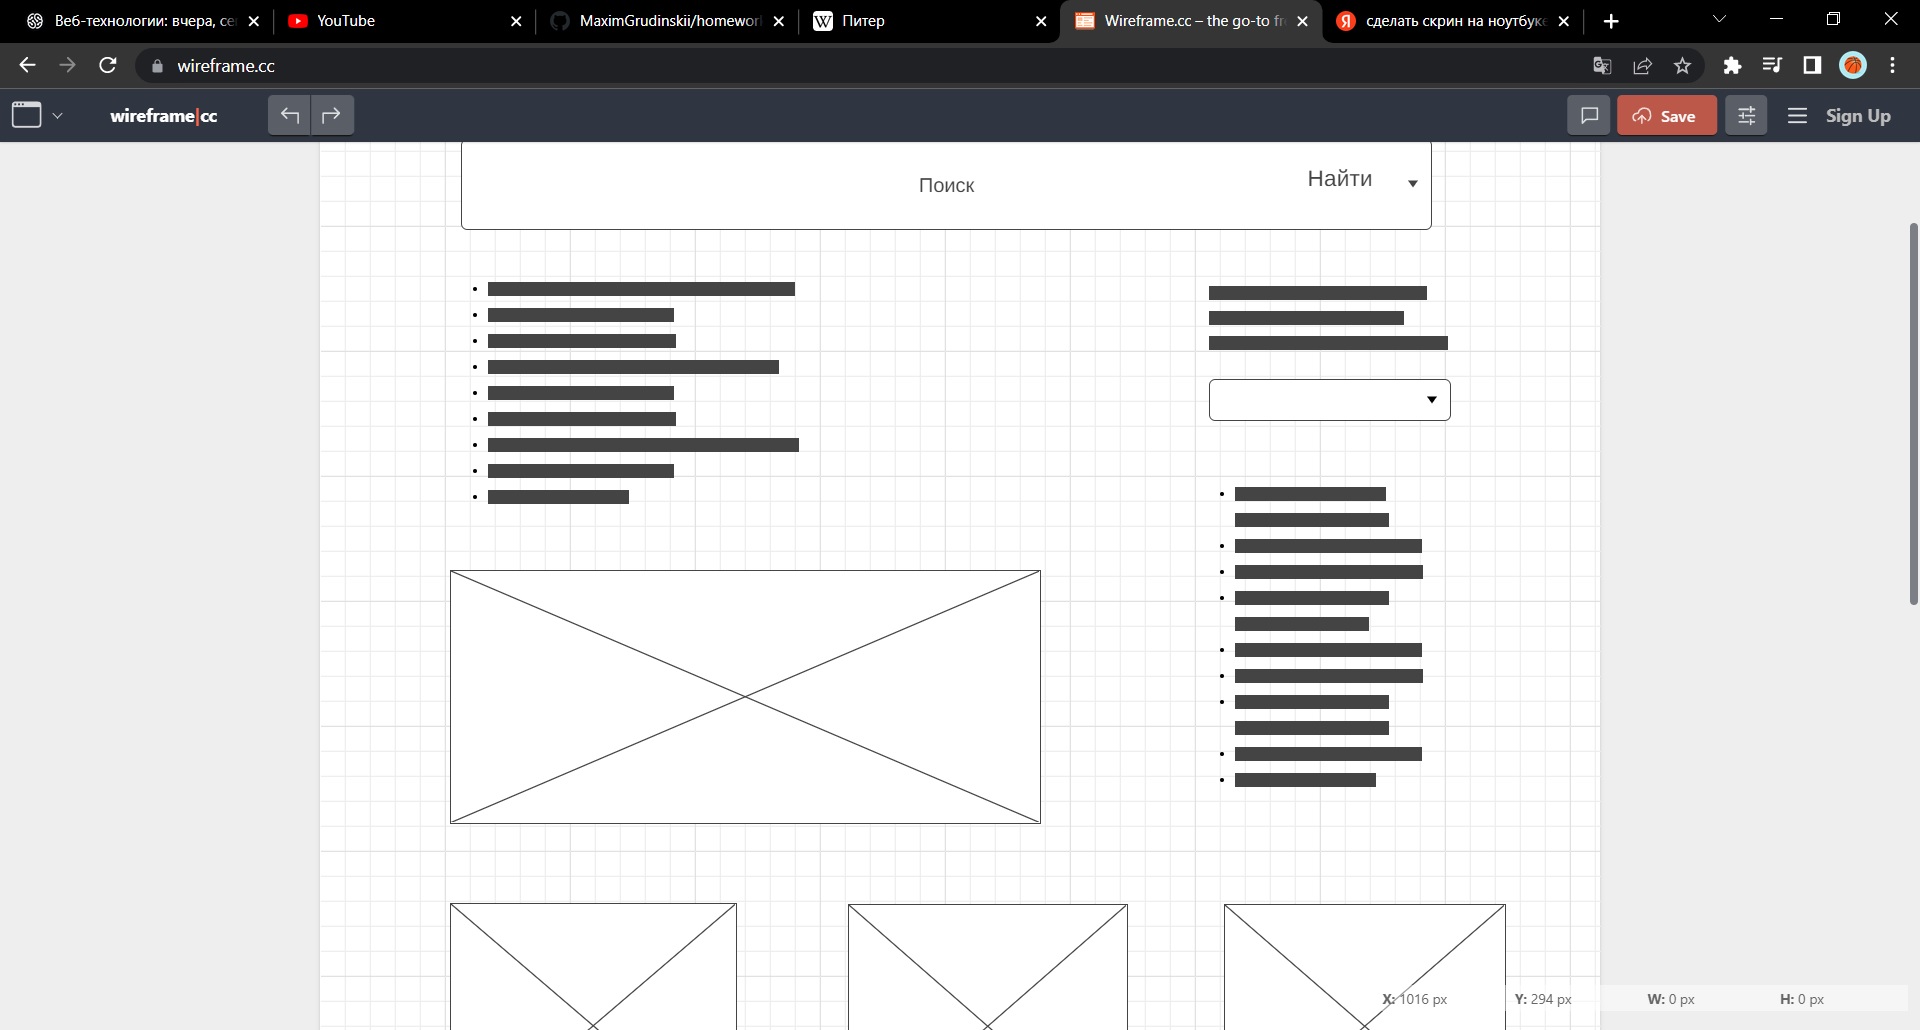 Веб-технологии: вчера, се
YouTube
MaximGrudinskii/homewor
Питер
Wireframe.cc – the go-to fr
сделать скрин на ноутбуке
wireframe.cc
wireframe|cc
Save
Sign Up
Поиск
Найти
X: 1016 px
Y: 294 px
W: 0 px
H: 0 px